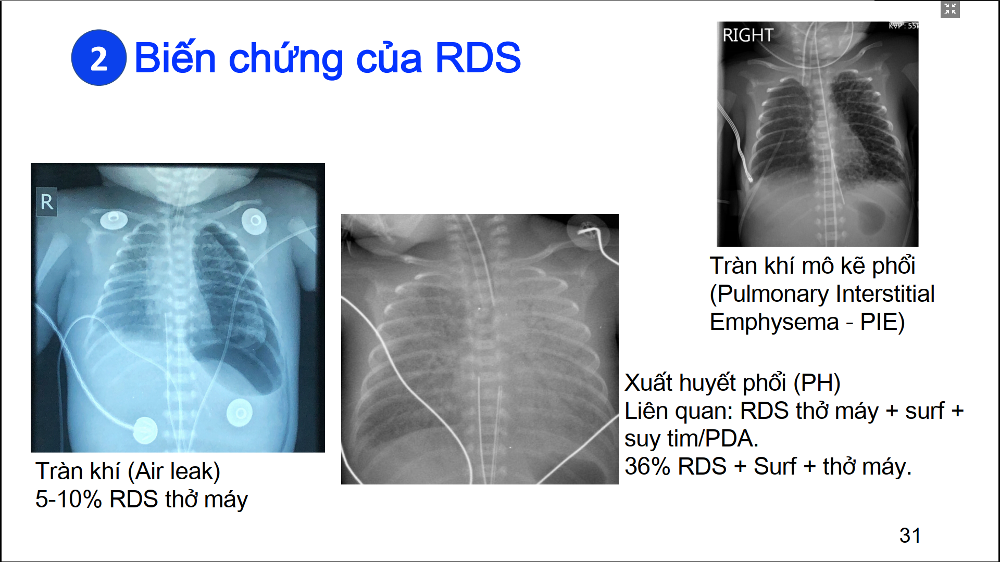 2 Biến chứng của RDS
RIGHT
KVP : 55k
R
Tràn khí mô kẽ phổi
(Pulmonary Interstitial
Emphysema - PIE)
Xuất huyết phổi (PH)
Liên quan: RDS thở máy + surf +
suy tim/PDA.
36% RDS + Surf + thở máy.
Tràn khí (Air leak)
5-10% RDS thở máy
31